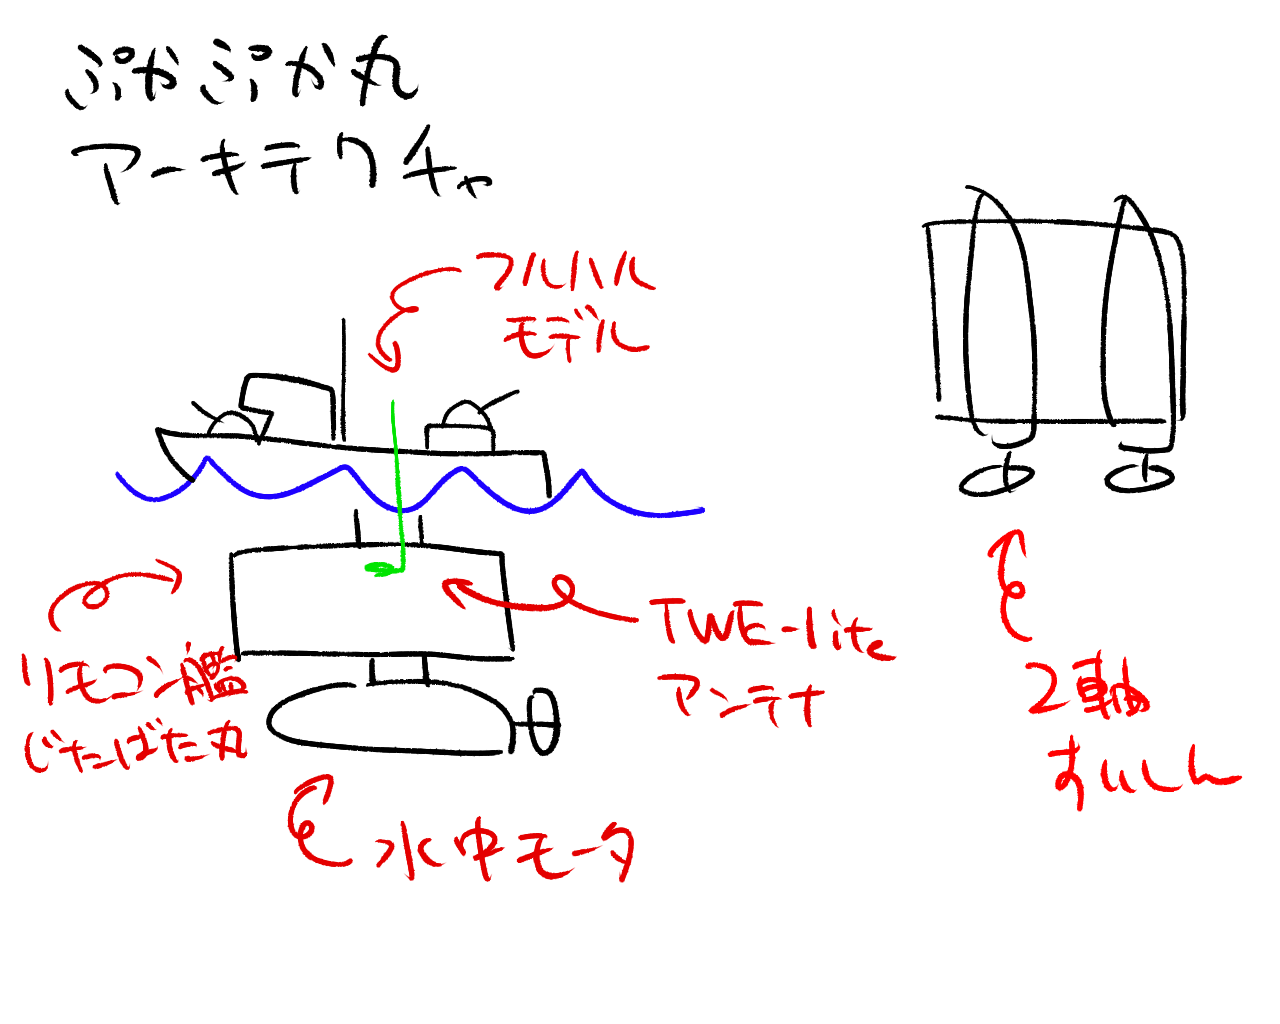 ぷかぷか丸
アーキテクチャ
フルハル
モデル
リモコン艦
じたばた丸
TWE-lite
アンテナ
水中モータ
2軸
すいしん